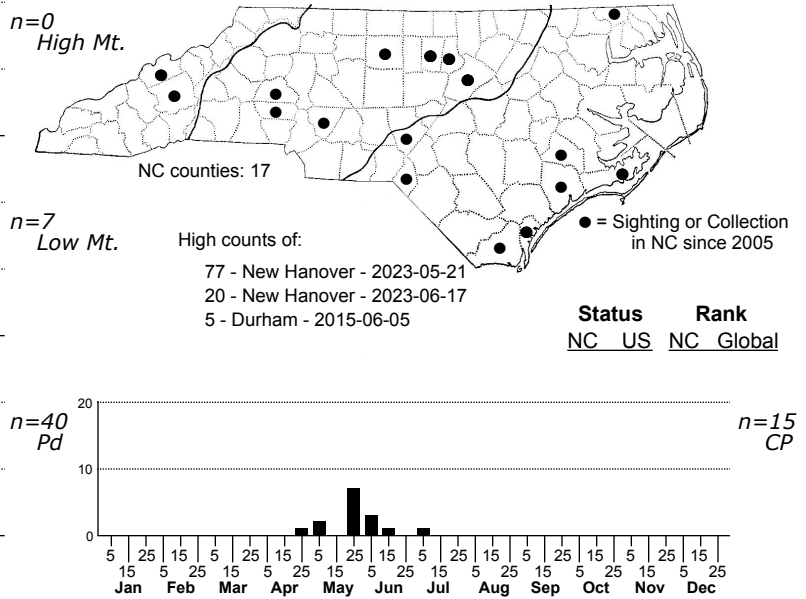 n=0
High Mt.
NC counties: 17
n=7
Low Mt.
High counts of:
77 - New Hanover - 2023-05-21
20 - New Hanover - 2023-06-17
5 - Durham - 2015-06-05
● = Sighting or Collection
in NC since 2005
Status Rank
NC US NC Global
n=40
Pd
n=15
CP
20
10
0
5 25 15 5 25 15 5 25 15 5 25 15 5 25 15 5 25 15
15 5 25 15 5 25 15 5 25 15 5 25 15 5 25 15 5 25
Jan Feb Mar Apr May Jun Jul Aug Sep Oct Nov Dec